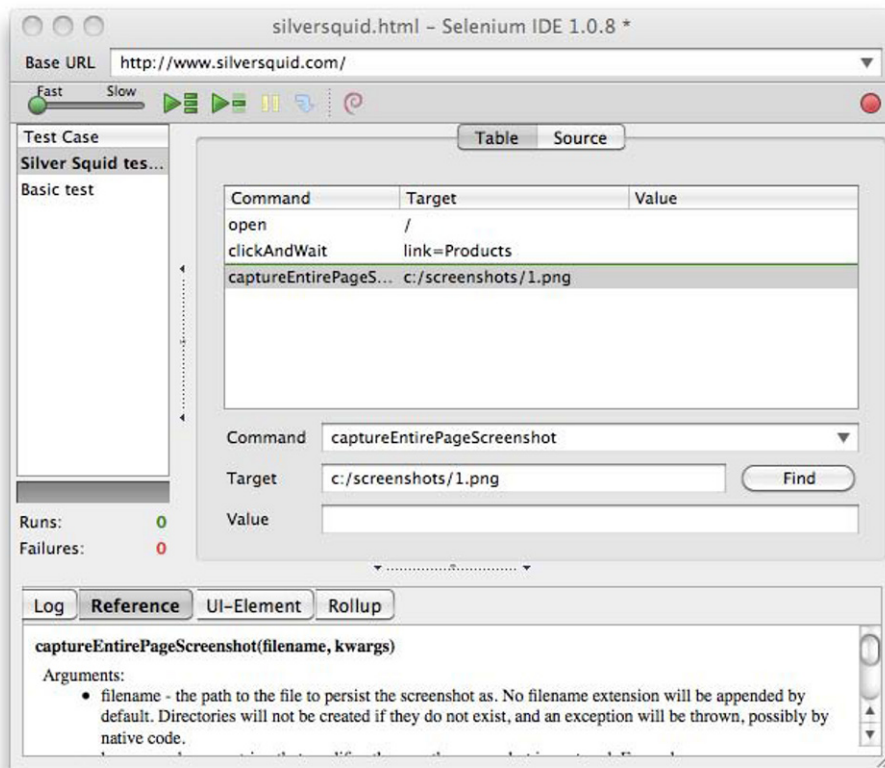 silversquid.html – Selenium IDE 1.0.8 *
Base URL http://www.silversquid.com/
Fast Slow
Test Case
Silver Squid tes...
Basic test
Table Source
Command Target Value
open /
clickAndWait link=Products
captureEntirePageS... c:/screenshots/1.png
Command captureEntirePageScreenshot
Target c:/screenshots/1.png Find
Value
Runs: 0
Failures: 0
Log Reference UI-Element Rollup
captureEntirePageScreenshot(filename, kwargs)
Arguments:
• filename - the path to the file to persist the screenshot as. No filename extension will be appended by
default. Directories will not be created if they do not exist, and an exception will be thrown, possibly by
native code.